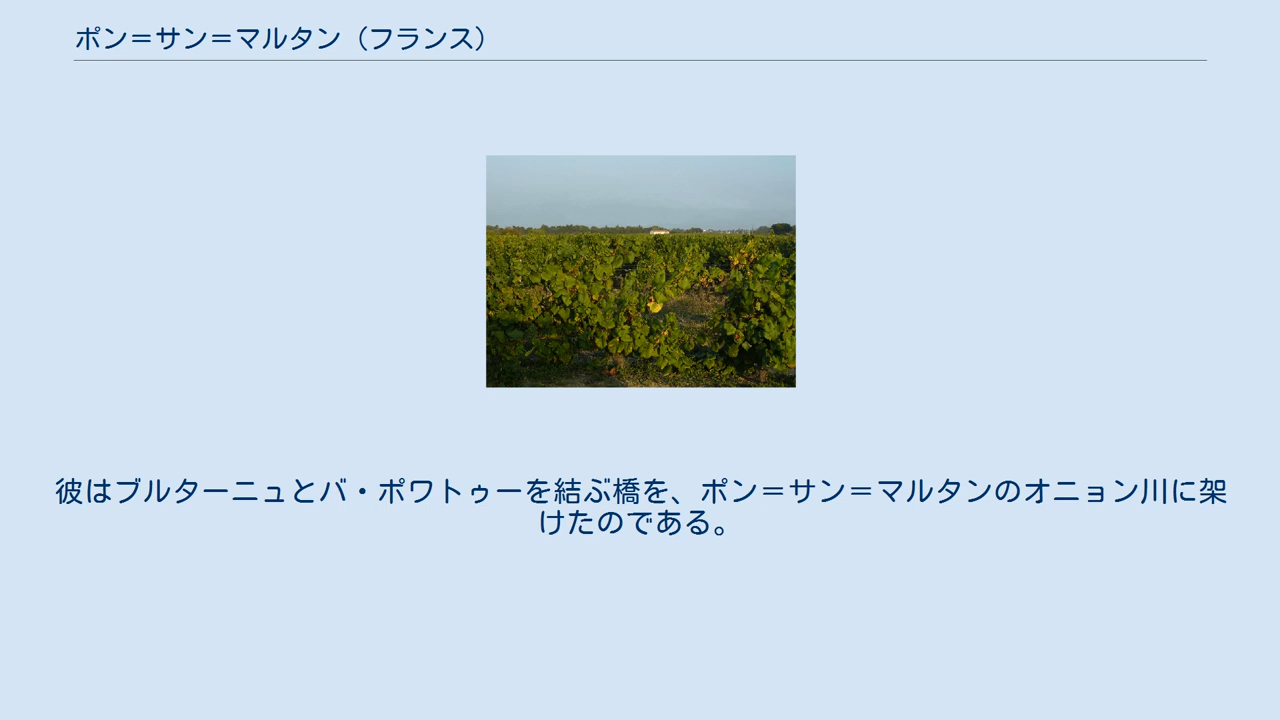 ポン＝サン＝マルタン（フランス）
彼はブルターニュとバ・ポワトゥーを結ぶ橋を、ポン＝サン＝マルタンのオニョン川に架
けたのである。